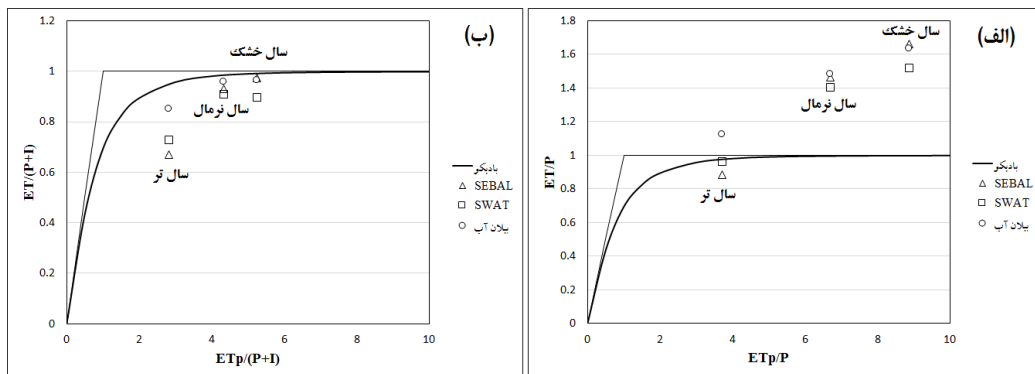 (الف)
سال خشک
سال نرمال
سال تر
ET/P
1.8
1.6
1.4
1.2
1
0.8
0.6
0.4
0.2
0
0 2 4 6 8 10
ETp/P
بادیکو
SEBAL
SWAT
بیلان آب
(ب)
سال خشک
سال نرمال
سال تر
ET/(P+I)
1.2
1
0.8
0.6
0.4
0.2
0
0 2 4 6 8 10
ETp/(P+I)
بادیکو
SEBAL
SWAT
بیلان آب